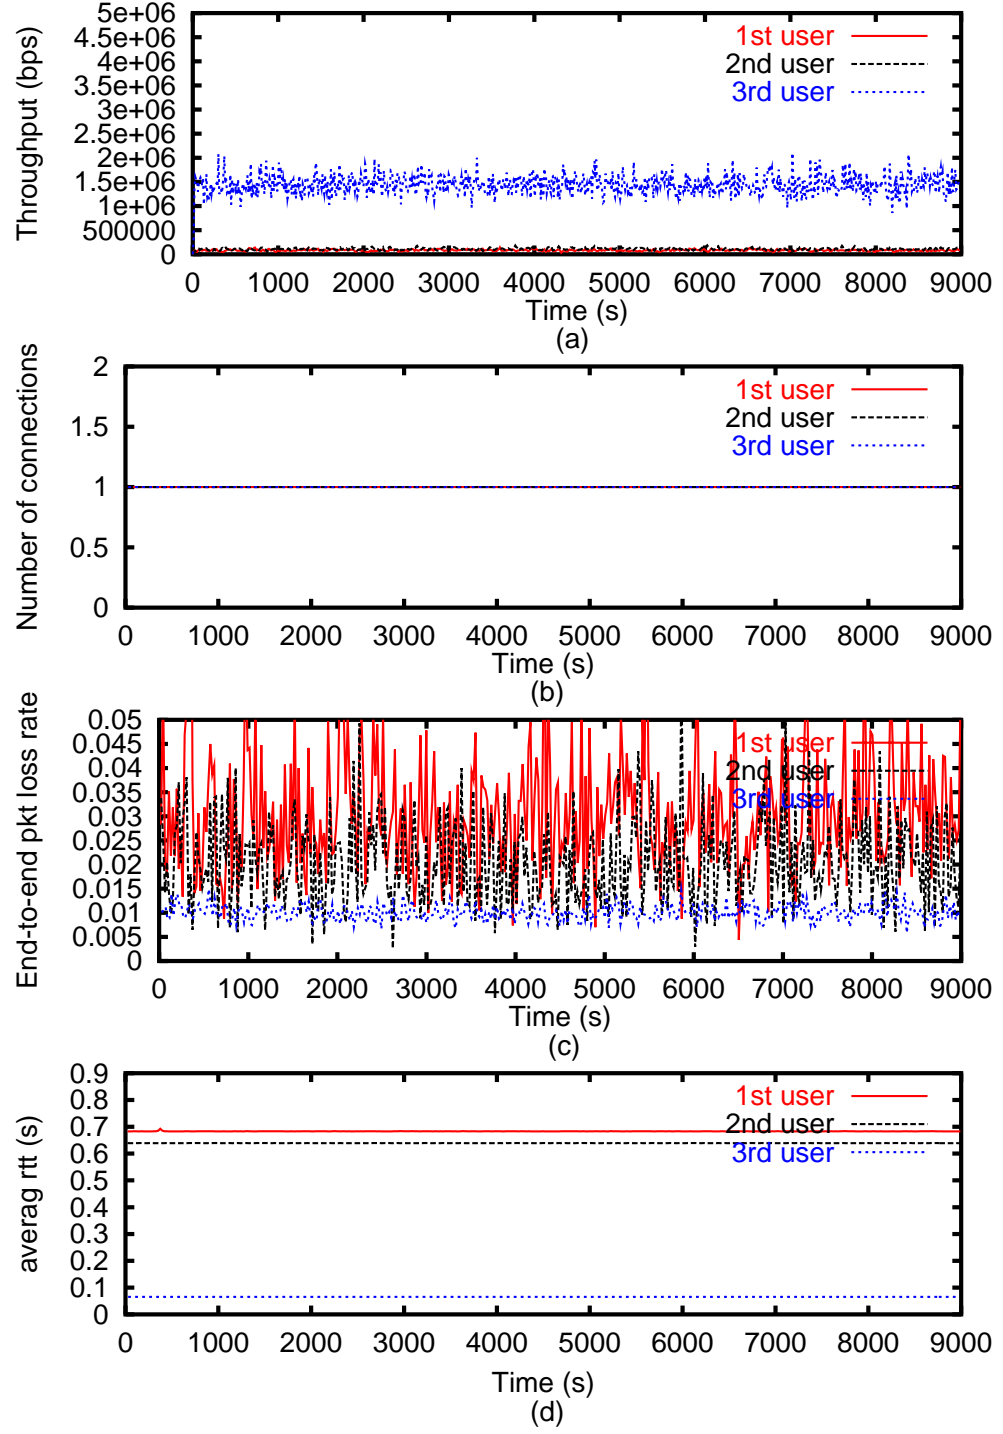 Throughput (bps)
5e+06
4.5e+06
4e+06
3.5e+06
3e+06
2.5e+06
2e+06
1.5e+06
1e+06
500000
0
1st user
2nd user
3rd user
0 1000 2000 3000 4000 5000 6000 7000 8000 9000
Time (s)
(a)
Number of connections
2
1.5
1
0.5
0
1st user
2nd user
3rd user
0 1000 2000 3000 4000 5000 6000 7000 8000 9000
Time (s)
(b)
End-to-end pkt loss rate
0.05
0.045
0.04
0.035
0.03
0.025
0.02
0.015
0.01
0.005
0
1st user
2nd user
3rd user
0 1000 2000 3000 4000 5000 6000 7000 8000 9000
Time (s)
(c)
averag rtt (s)
0.9
0.8
0.7
0.6
0.5
0.4
0.3
0.2
0.1
0
1st user
2nd user
3rd user
0 1000 2000 3000 4000 5000 6000 7000 8000 9000
Time (s)
(d)